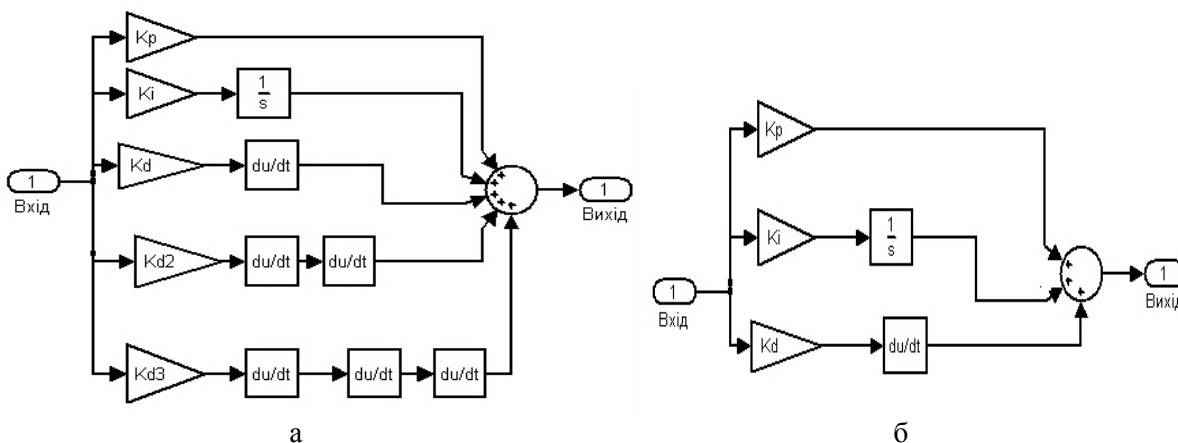 Kp
Ki
1
s
Kd
du/dt
1
Вхід
1
Вихід
Kd2
du/dt
du/dt
Kd3
du/dt
du/dt
du/dt
а
Kp
Ki
1
s
1
Вхід
1
Вихід
Kd
du/dt
б